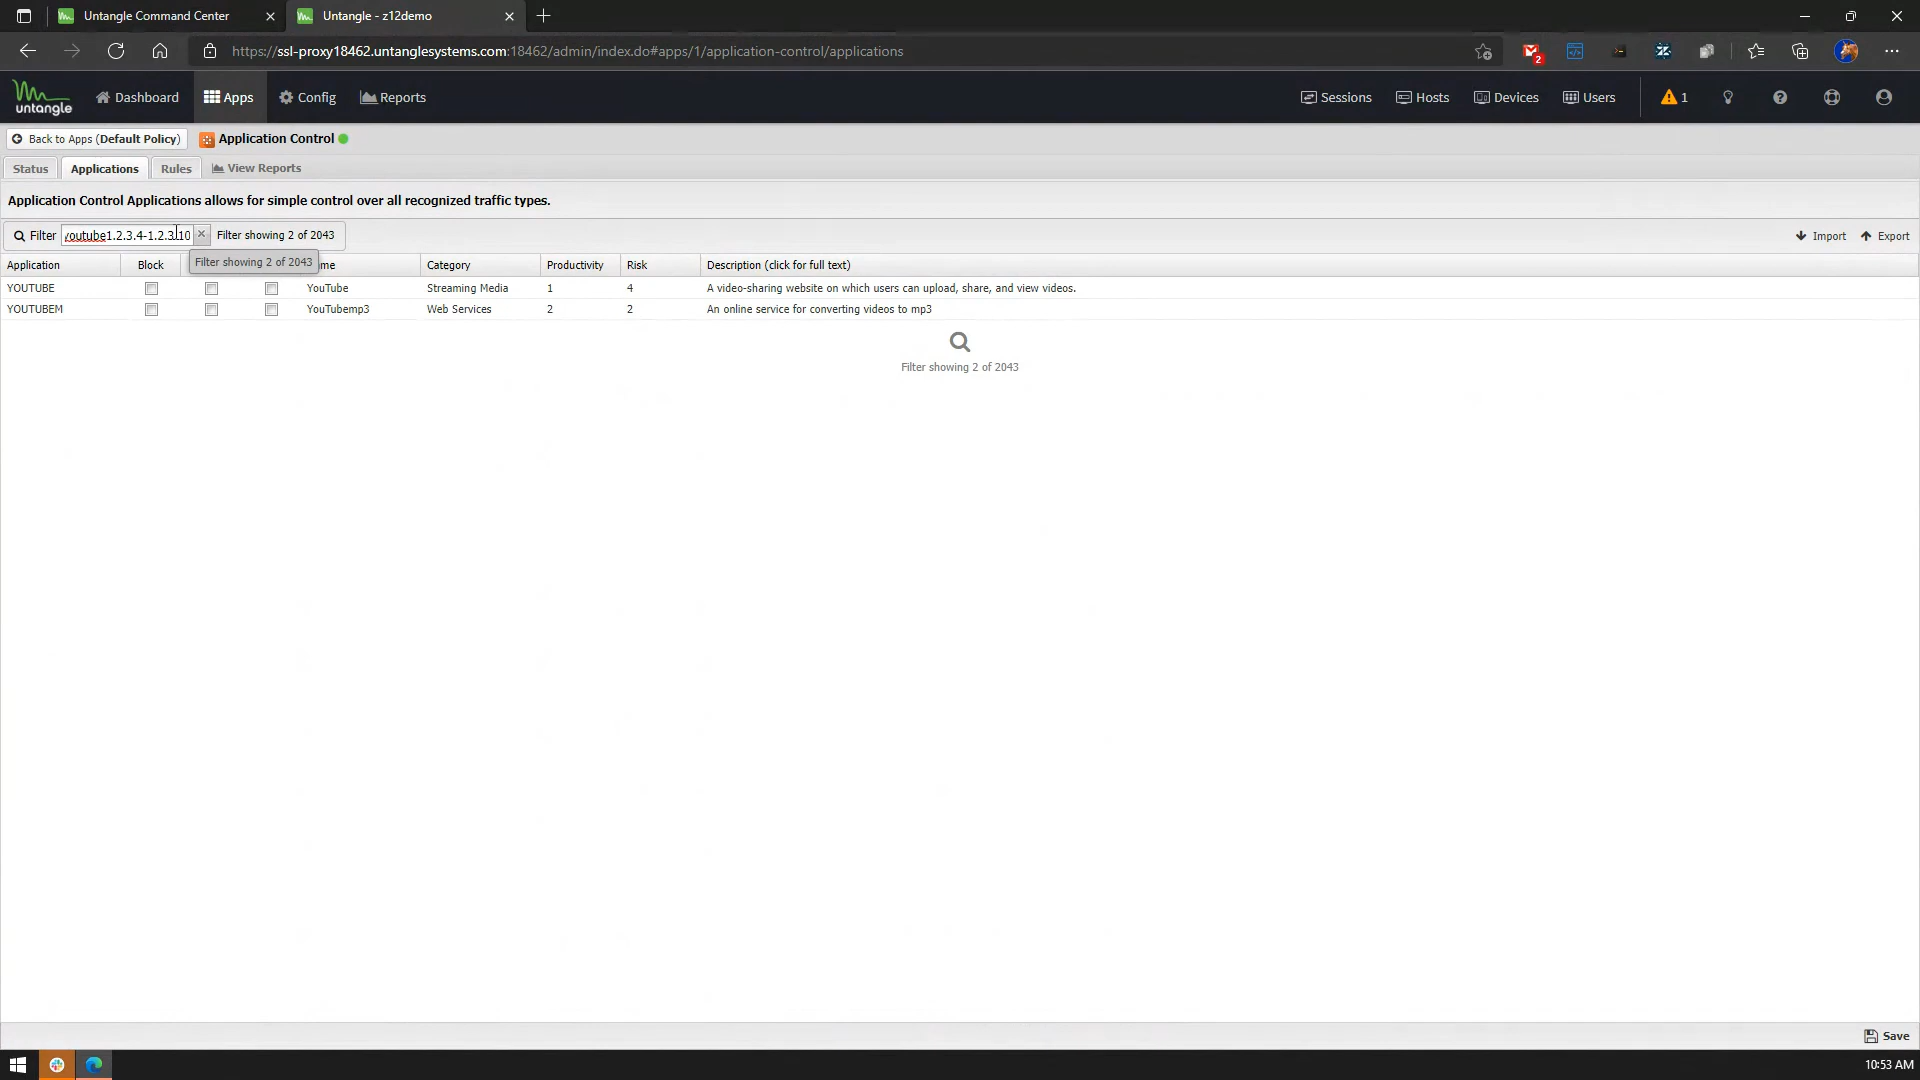 Untangle Command Center
Untangle - z12demo
https://ssl-proxy18462.untanglesystems.com:18462/admin/index.do#apps/1/application-control/applications
2
untangle
Dashboard
Apps
Config
Reports
Sessions
Hosts
Devices
Users
1
Back to Apps (Default Policy)
Application Control
Status
Applications
Rules
View Reports
Application Control Applications allows for simple control over all recognized traffic types.
Filter
youtube1.2.3.4-1.2.3.10
Filter showing 2 of 2043
Import
Export
Filter showing 2 of 2043
Application Block me Category Productivity Risk Description (click for full text)
YOUTUBE YouTube Streaming Media 1 4 A video-sharing website on which users can upload, share, and view videos.
YOUTUBEM YouTubemp3 Web Services 2 2 An online service for converting videos to mp3
Filter showing 2 of 2043
Save
10:53 AM